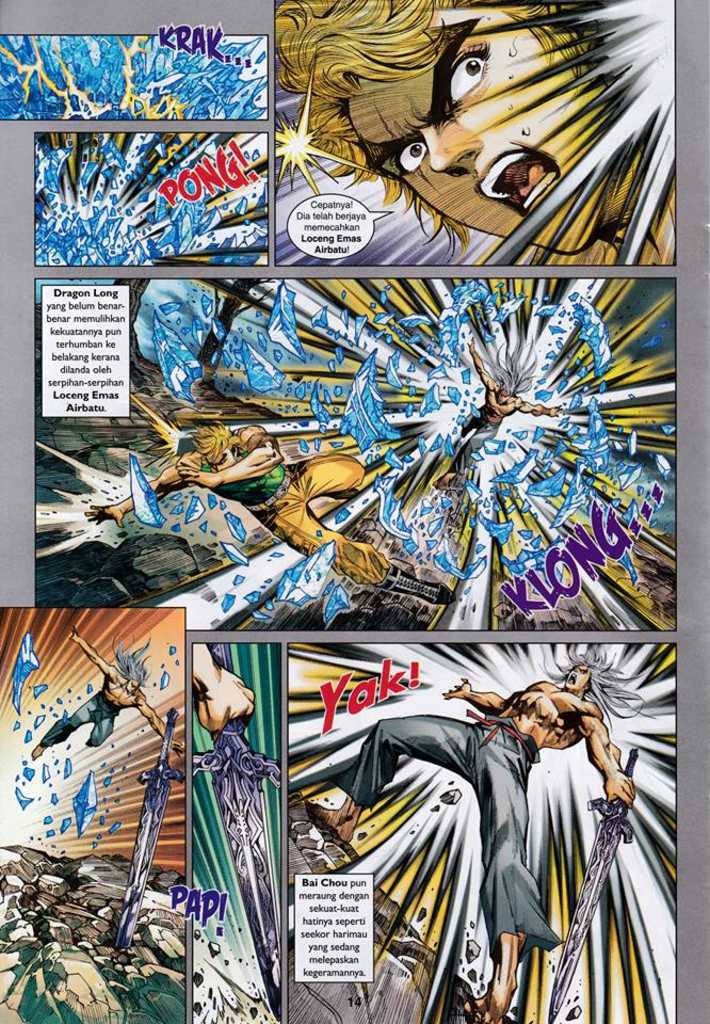 KRAK...
PONG!
Cepatnya!
Dia telah berjaya
memecahkan
Loceng Emas
Airbatu!
Dragon Long
yang belum benar-
benar memulihkan
kekuatannya pun
terhumban ke
belakang kerana
dilanda oleh
serpihan-serpihan
Loceng Emas
Airbatu.
KLONG...
PAP!
Yak!
Bai Chou pun
meraung dengan
sekuat-kuat
hatinya seperti
seekor harimau
yang sedang
melepaskan
kegeramannya.
14